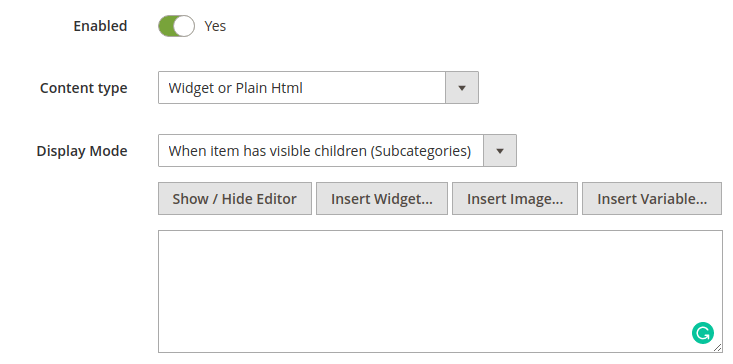 Enabled Yes
Content type Widget or Plain Html
Display Mode When item has visible children (Subcategories)
Show / Hide Editor Insert Widget... Insert Image... Insert Variable...